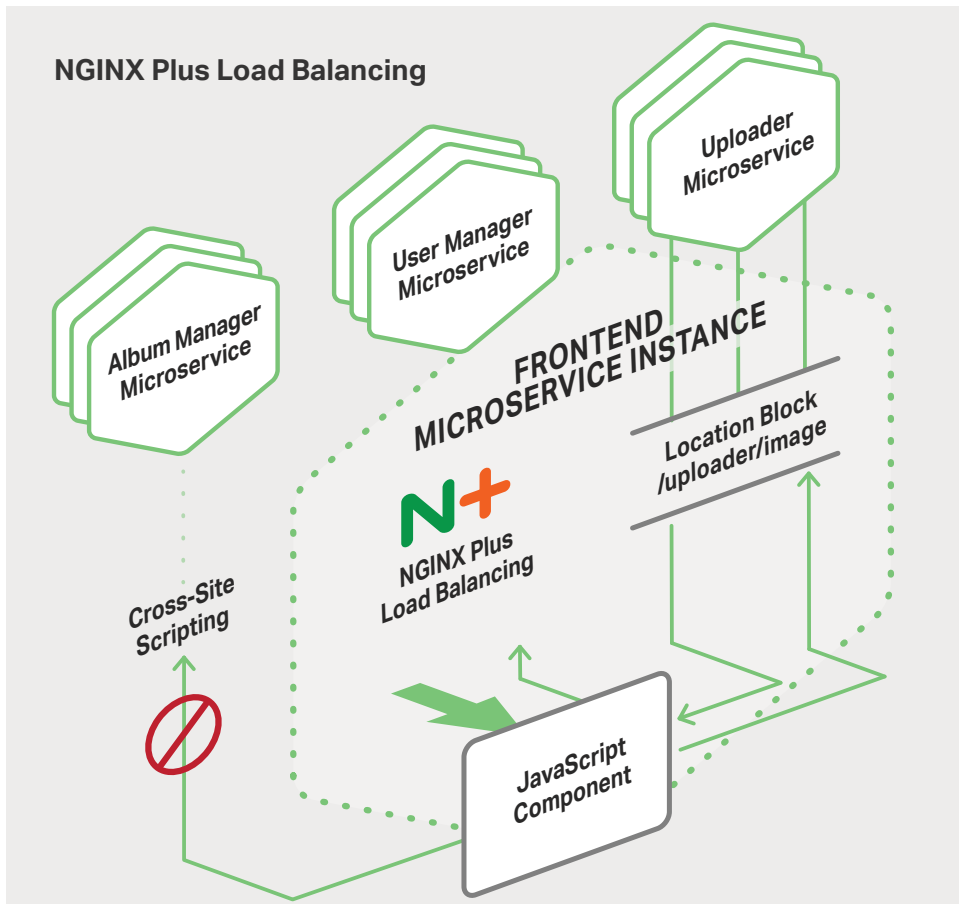 NGINX Plus Load Balancing
Uploader
Microservice
User Manager
Microservice
Album Manager
Microservice
FRONTEND
MICROSERVICE INSTANCE
Location Block
/uploader/image
N+
NGINX Plus
Load Balancing
Cross-Site
Scripting
JavaScript
Component